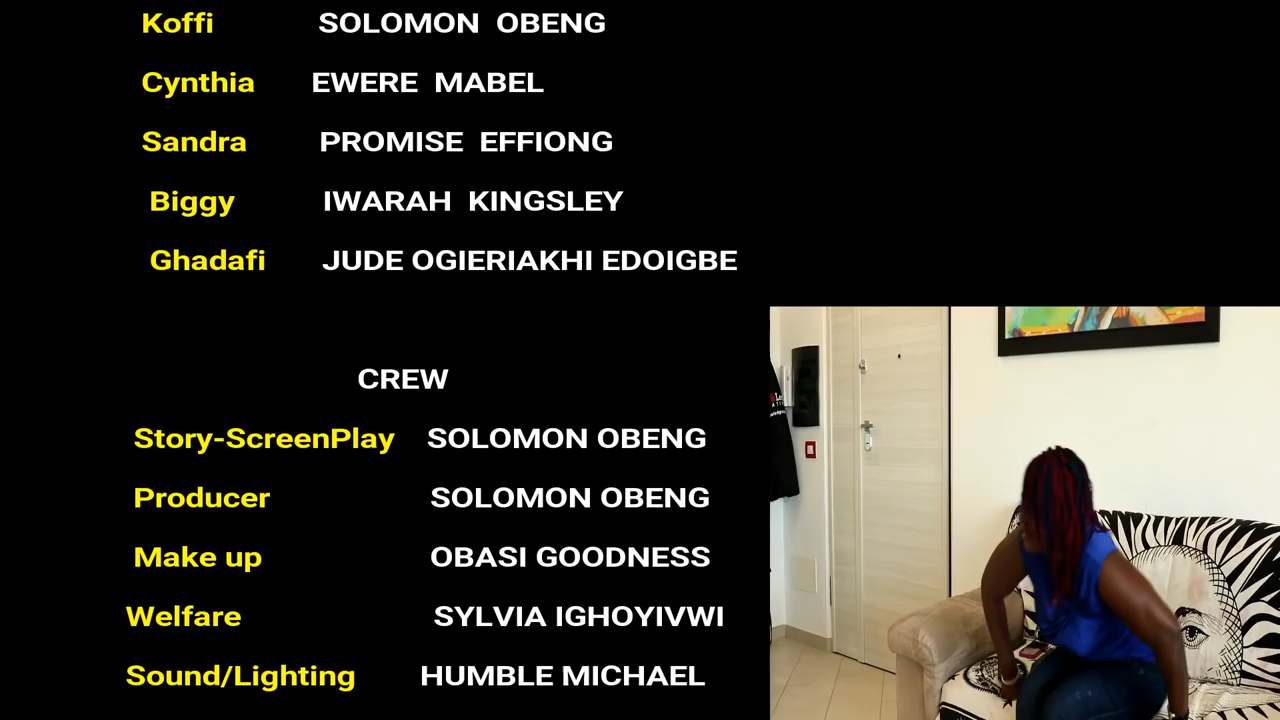 Koffi SOLOMON OBENG
Cynthia EWERE MABEL
Sandra PROMISE EFFIONG
Biggy IWARAH KINGSLEY
Ghadafi JUDE OGIERIAKHI EDOIGBE
CREW
Story-ScreenPlay SOLOMON OBENG
Producer SOLOMON OBENG
Make up OBASI GOODNESS
Welfare SYLVIA IGHOYIVWI
Sound/Lighting HUMBLE MICHAEL